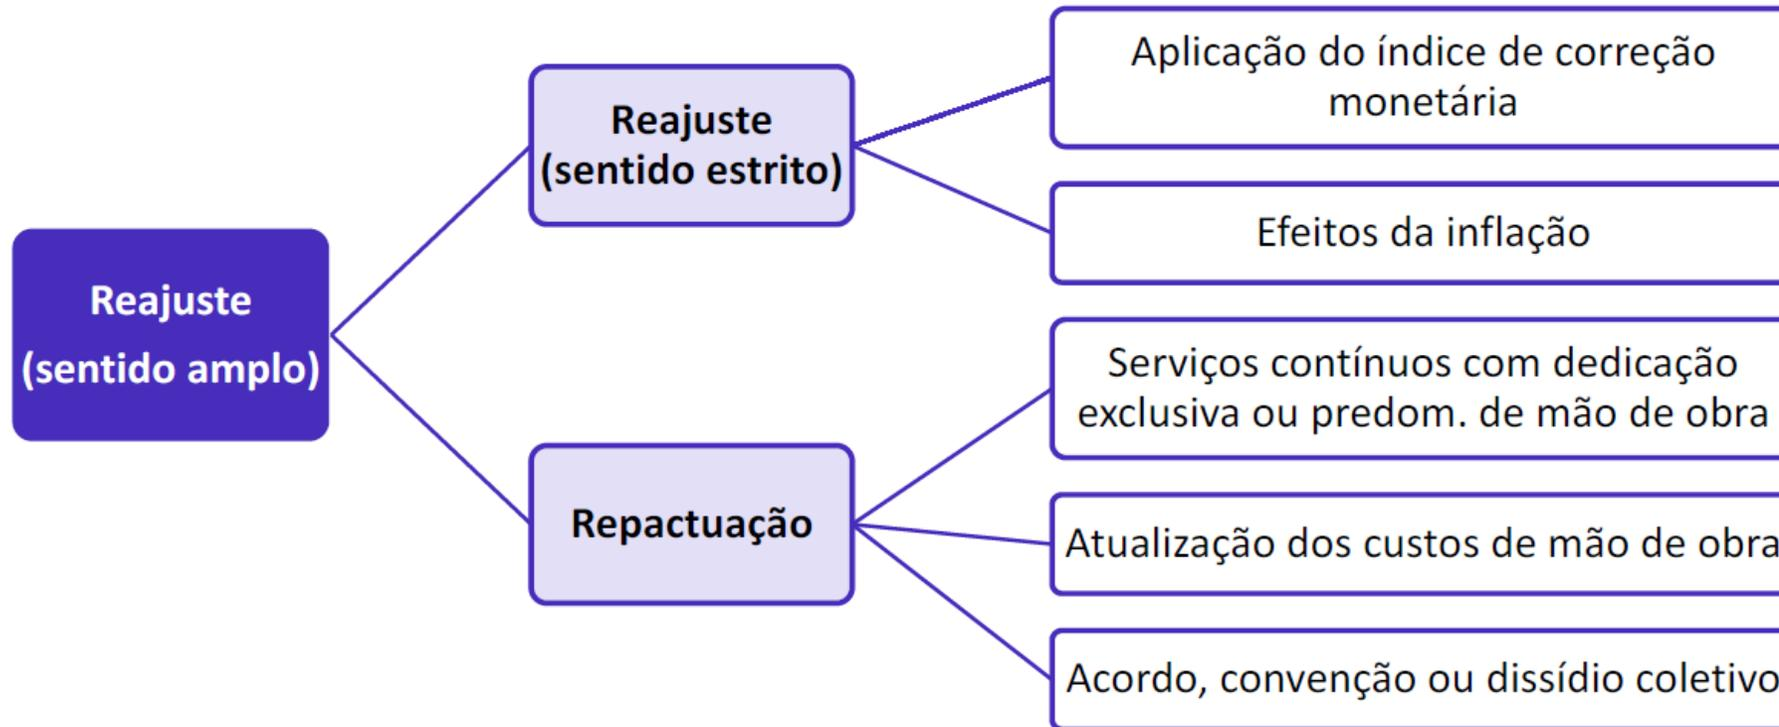 Reajuste
(sentido amplo)
Reajuste
(sentido estrito)
Aplicação do índice de correção
monetária
Efeitos da inflação
Repactuação
Serviços contínuos com dedicação
exclusiva ou predom. de mão de obra
Atualização dos custos de mão de obra
Acordo, convenção ou dissídio coletivo